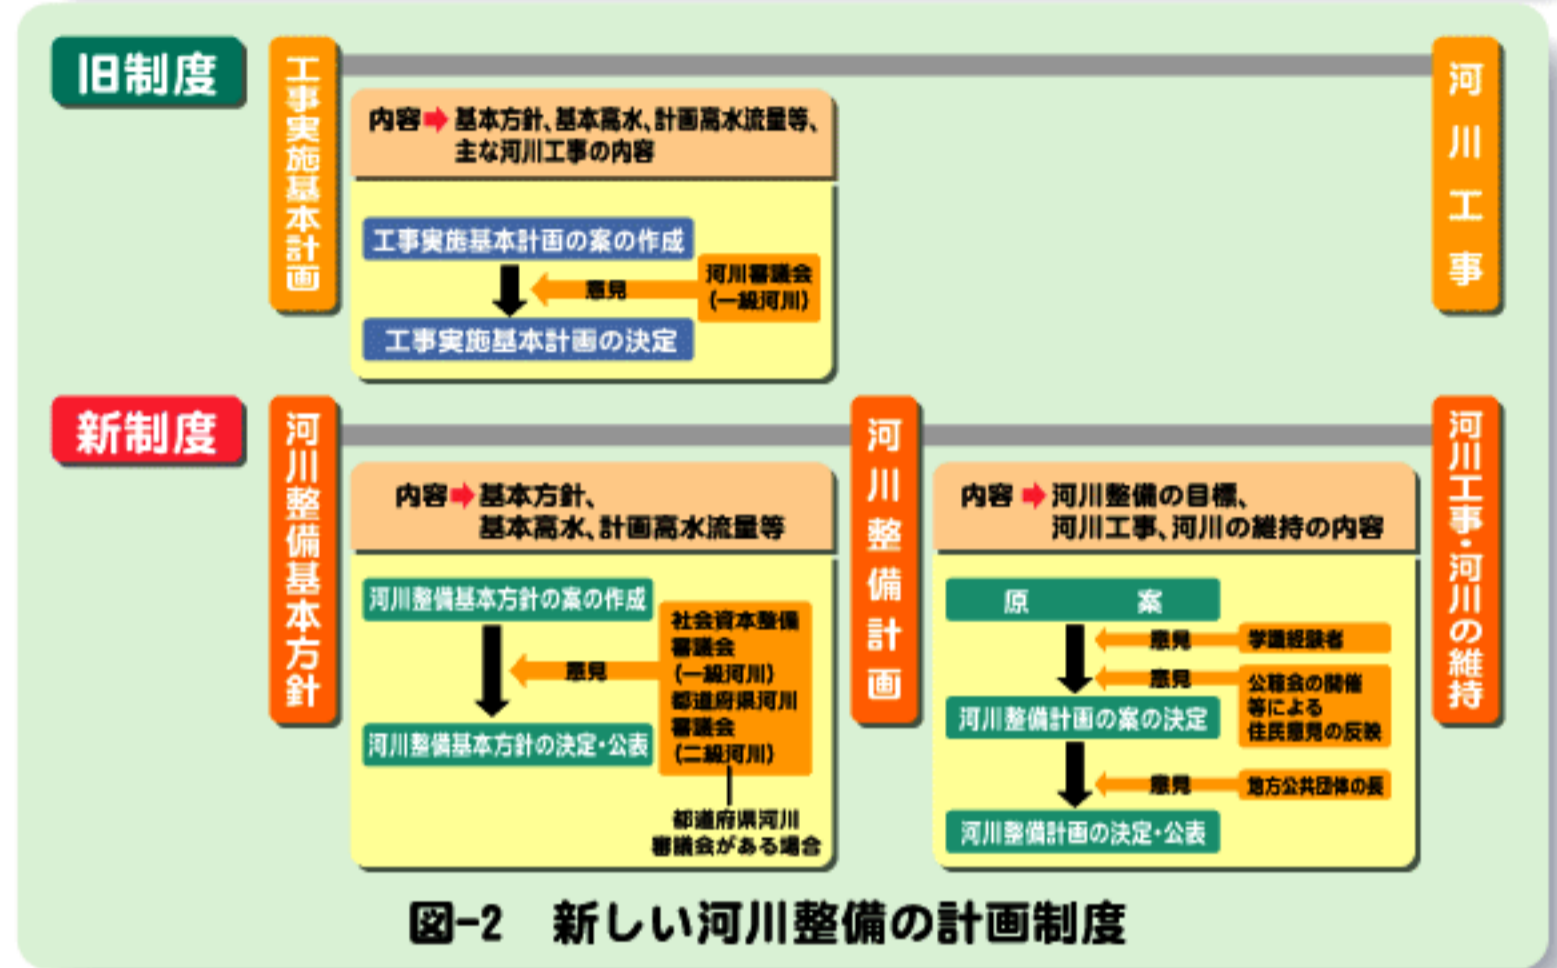 旧制度
工事実施基本計画
内容➡基本方針、基本高水、計画高水流量等、
主な河川工事の内容
工事実施基本計画の案の作成
意見
河川審議会
(一級河川)
工事実施基本計画の決定
河川工事
新制度
河川整備基本方針
内容➡基本方針、
基本高水、計画高水流量等
河川整備基本方針の案の作成
意見
社会資本整備
審議会
(一級河川)
都道府県河川
審議会
(二級河川)
河川整備基本方針の決定・公表
都道府県河川
審議会がある場合
河川整備計画
内容➡河川整備の目標、
河川工事、河川の維持の内容
原案
意見
学識経験者
意見
公聴会の開催
等による
住民意見の反映
河川整備計画の案の決定
意見
地方公共団体の長
河川整備計画の決定・公表
河川工事・河川の維持
図-2 新しい河川整備の計画制度